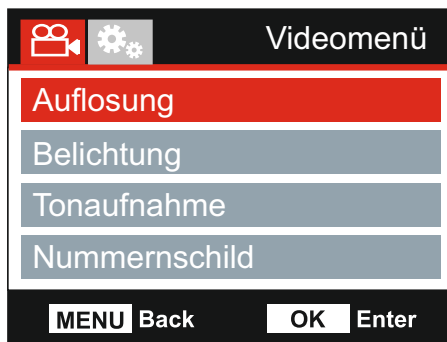 Videomenü
Auflosung
Belichtung
Tonaufnahme
Nummernschild
MENU Back OK Enter